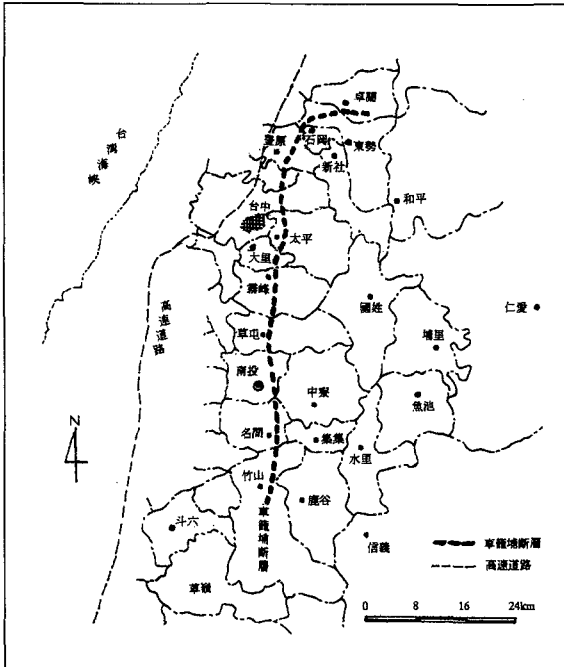 卓蘭
台灣海峽
豐原
石岡
東勢
新社
台中
和平
太平
大里
霧峰
國姓
仁愛
高速道路
草屯
埔里
南投
中寮
魚池
N
名間
集集
水里
竹山
鹿谷
斗六
車籠埔断層
信義
車籠埔断層
高速道路
草嶺
0 8 16 24km